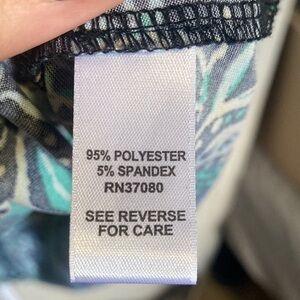 95% POLYESTER
5% SPANDEX
RN37080
SEE REVERSE
FOR CARE